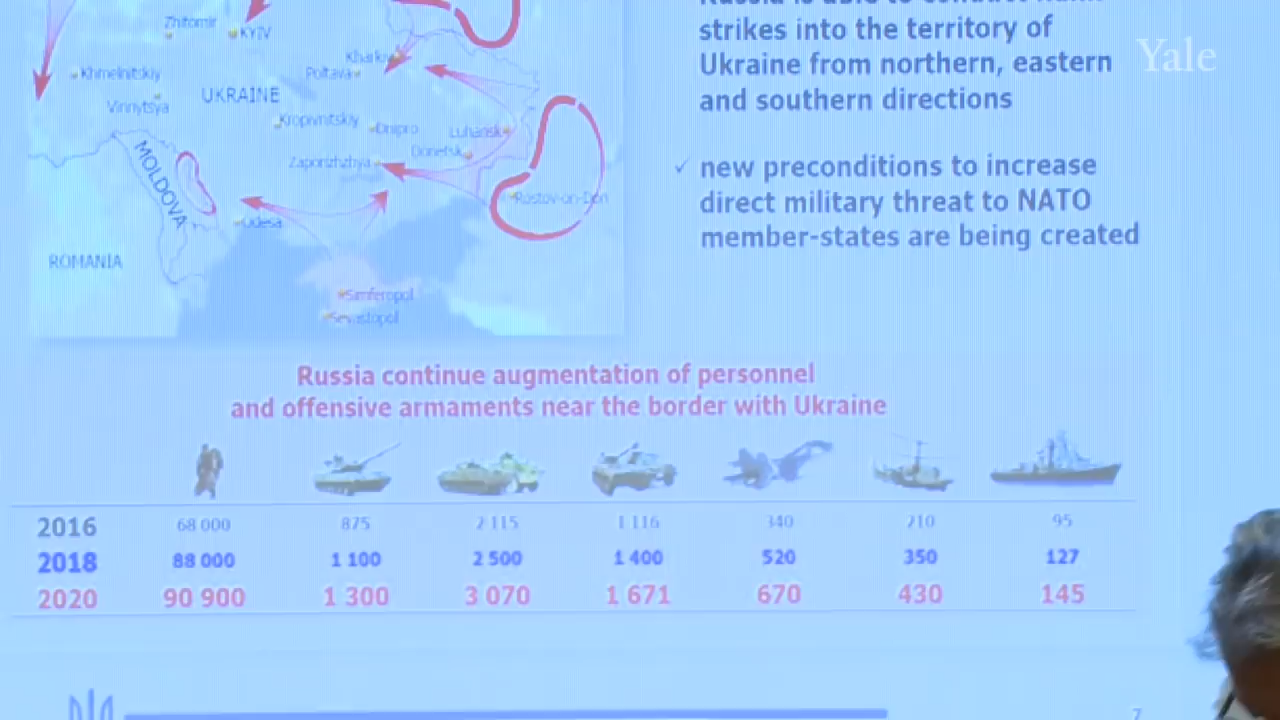 strikes into the territory of
Ukraine from northern, eastern
and southern directions
✓ new preconditions to increase
direct military threat to NATO
member-states are being created
Yale
Zhitomir
KYIV
Kharkiv
Poltava
Khmelnitskiy
UKRAINE
Vinnytsya
Kropivnitskiy
Dnipro
Luhansk
Donetsk
Zaporizhzhya
MOLDOVA
Rostov-on-Don
Odesa
ROMANIA
Simferopol
Sevastopol
Russia continue augmentation of personnel
and offensive armaments near the border with Ukraine
2016 68 000 875 2 115 1 116 340 210 95
2018 88 000 1 100 2 500 1 400 520 350 127
2020 90 900 1 300 3 070 1 671 670 430 145
7